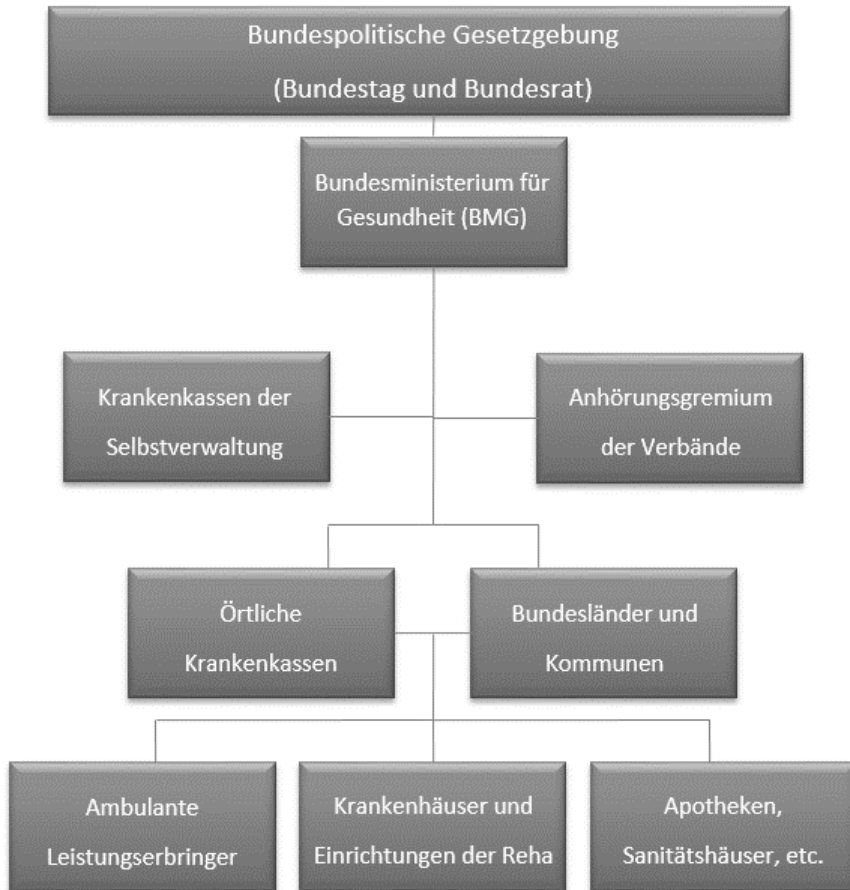 Bundespolitische Gesetzgebung
(Bundestag und Bundesrat)
Bundesministerium für
Gesundheit (BMG)
Krankenkassen der
Selbstverwaltung
Anhörungsgremium
der Verbände
Örtliche
Krankenkassen
Bundesländer und
Kommunen
Ambulante
Leistungserbringer
Krankenhäuser und
Einrichtungen der Reha
Apotheken,
Sanitätshäuser, etc.